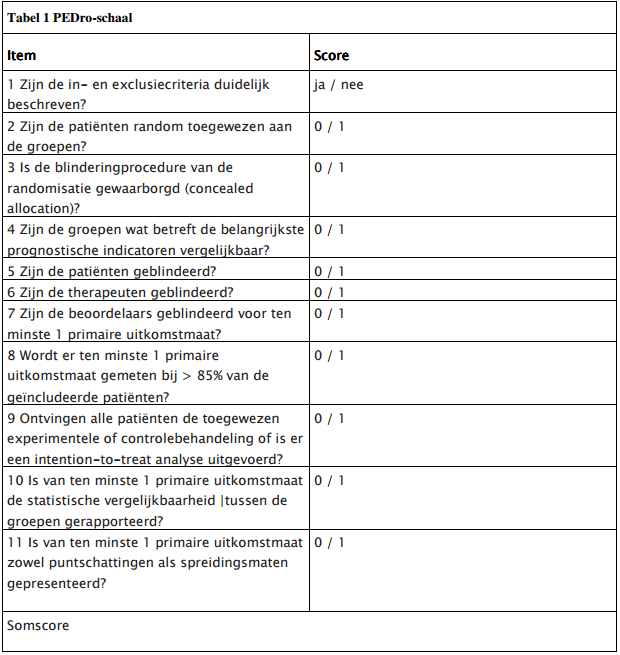 Tabel 1 PEDro-schaal
Item Score
1 Zijn de in- en exclusiecriteria duidelijk ja / nee
beschreven?
2 Zijn de patiënten random toegewezen aan 0 / 1
de groepen?
3 Is de blinderingprocedure van de 0 / 1
randomisatie gewaarborgd (concealed
allocation)?
4 Zijn de groepen wat betreft de belangrijkste 0 / 1
prognostische indicatoren vergelijkbaar?
5 Zijn de patiënten geblindeerd? 0 / 1
6 Zijn de therapeuten geblindeerd? 0 / 1
7 Zijn de beoordelaars geblindeerd voor ten 0 / 1
minste 1 primaire uitkomstmaat?
8 Wordt er ten minste 1 primaire 0 / 1
uitkomstmaat gemeten bij > 85% van de
geïncludeerde patiënten?
9 Ontvingen alle patiënten de toegewezen 0 / 1
experimentele of controlebehandeling of is er
een intention-to-treat analyse uitgevoerd?
10 Is van ten minste 1 primaire uitkomstmaat 0 / 1
de statistische vergelijkbaarheid |tussen de
groepen gerapporteerd?
11 Is van ten minste 1 primaire uitkomstmaat 0 / 1
zowel puntschattingen als spreidingsmaten
gepresenteerd?
Somscore